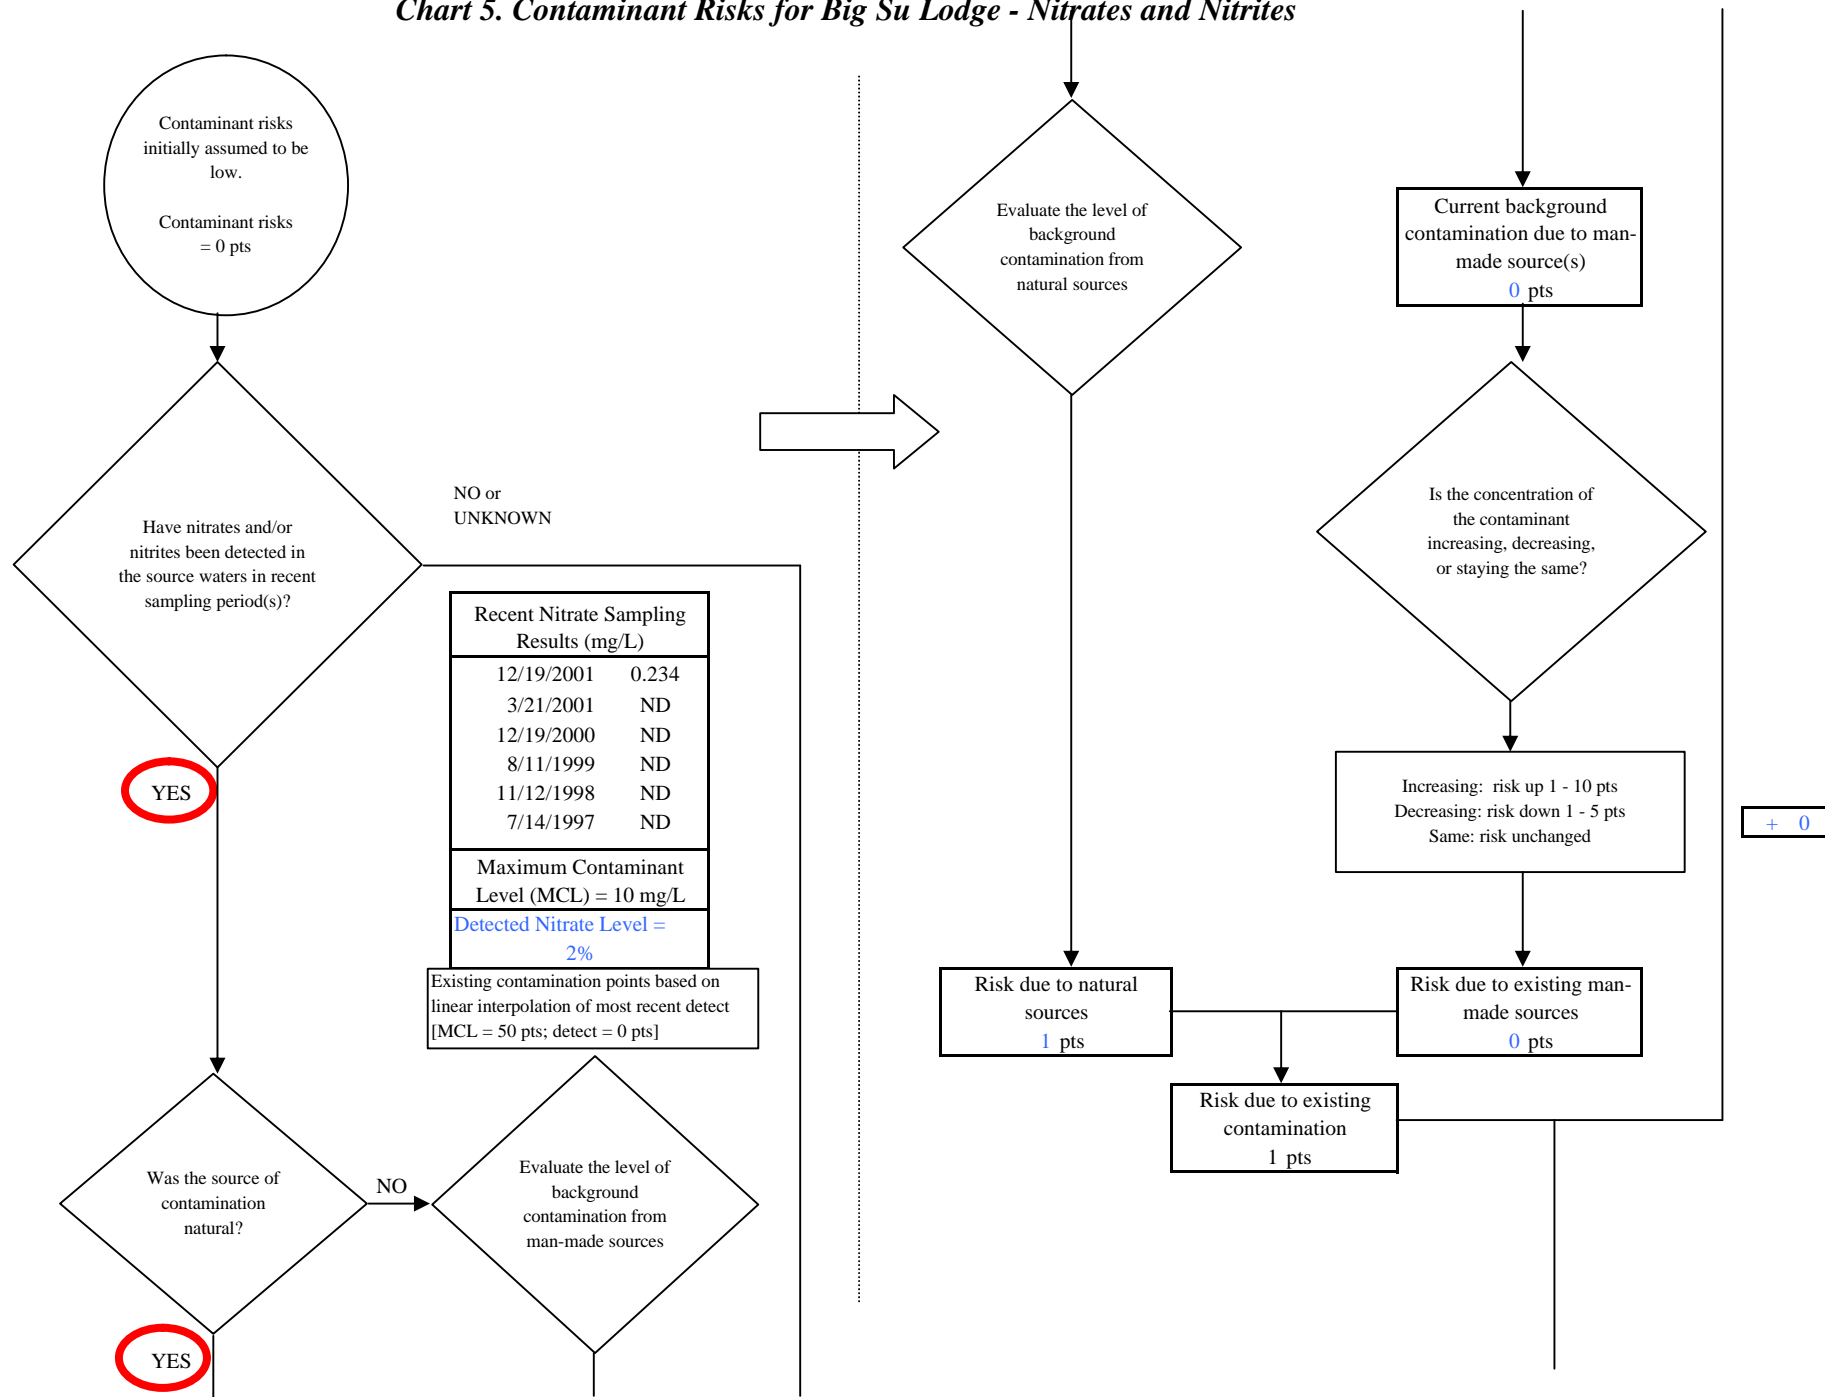 Chart 5. Contaminant Risks for Big Su Lodge - Nitrates and Nitrites
Contaminant risks
initially assumed to be
low.
Contaminant risks
= 0 pts
Have nitrates and/or
nitrites been detected in
the source waters in recent
sampling period(s)?
NO or
UNKNOWN
YES
Recent Nitrate Sampling
Results (mg/L)
12/19/2001 0.234
3/21/2001 ND
12/19/2000 ND
8/11/1999 ND
11/12/1998 ND
7/14/1997 ND
Maximum Contaminant
Level (MCL) = 10 mg/L
Detected Nitrate Level =
2%
Existing contamination points based on
linear interpolation of most recent detect
[MCL = 50 pts; detect = 0 pts]
Was the source of
contamination
natural?
NO
Evaluate the level of
background
contamination from
man-made sources
YES
Evaluate the level of
background
contamination from
natural sources
Current background
contamination due to man-
made source(s)
0 pts
Is the concentration of
the contaminant
increasing, decreasing,
or staying the same?
Increasing: risk up 1 - 10 pts
Decreasing: risk down 1 - 5 pts
Same: risk unchanged
+ 0
Risk due to natural
sources
1 pts
Risk due to existing man-
made sources
0 pts
Risk due to existing
contamination
1 pts